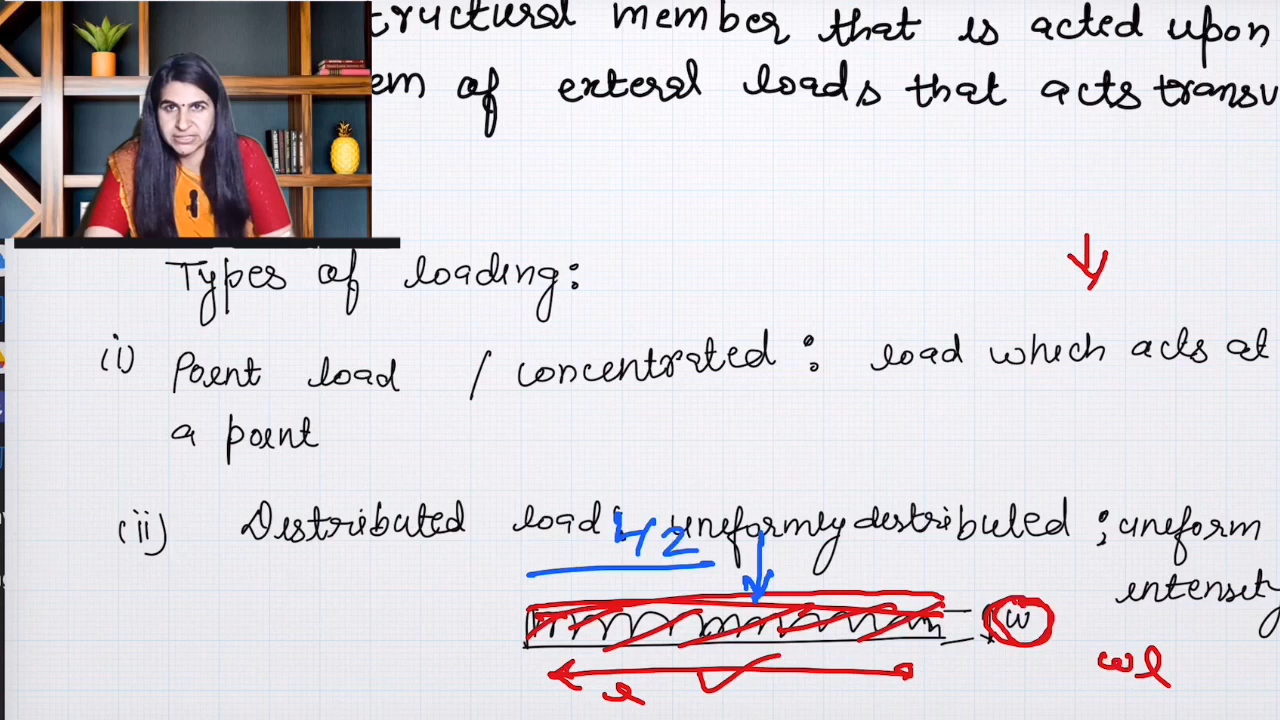 tructural member that is acted upon
em of exteral loads that acts transv
Types of loading:
(i) Point load / concentrated : load which acts at
a point
(ii) Distributed load : uniformly distributed ; uniform
intensity
L/2
w
l
wl